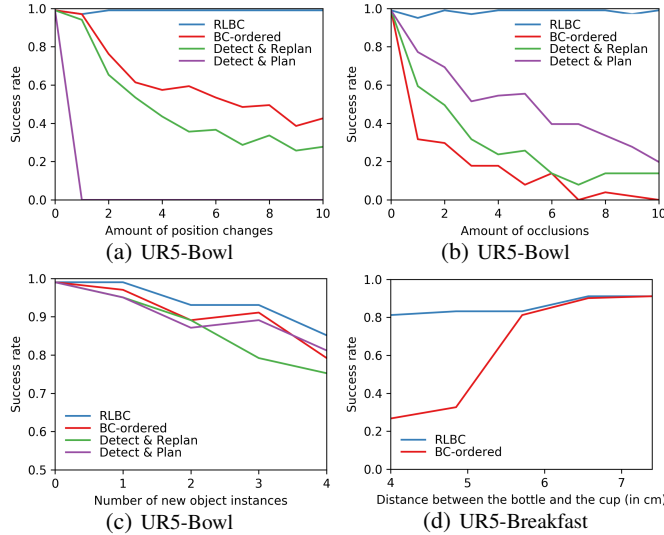 1.0
0.8
0.6
0.4
0.2
0.0
Success rate
RLBC
BC-ordered
Detect & Replan
Detect & Plan
0 2 4 6 8 10
Amount of position changes
(a) UR5-Bowl
1.0
0.8
0.6
0.4
0.2
0.0
Success rate
RLBC
BC-ordered
Detect & Replan
Detect & Plan
0 2 4 6 8 10
Amount of occlusions
(b) UR5-Bowl
1.0
0.9
0.8
0.7
0.6
0.5
Success rate
RLBC
BC-ordered
Detect & Replan
Detect & Plan
0 1 2 3 4
Number of new object instances
(c) UR5-Bowl
1.0
0.8
0.6
0.4
0.2
0.0
Success rate
RLBC
BC-ordered
4 5 6 7
Distance between the bottle and the cup (in cm)
(d) UR5-Breakfast